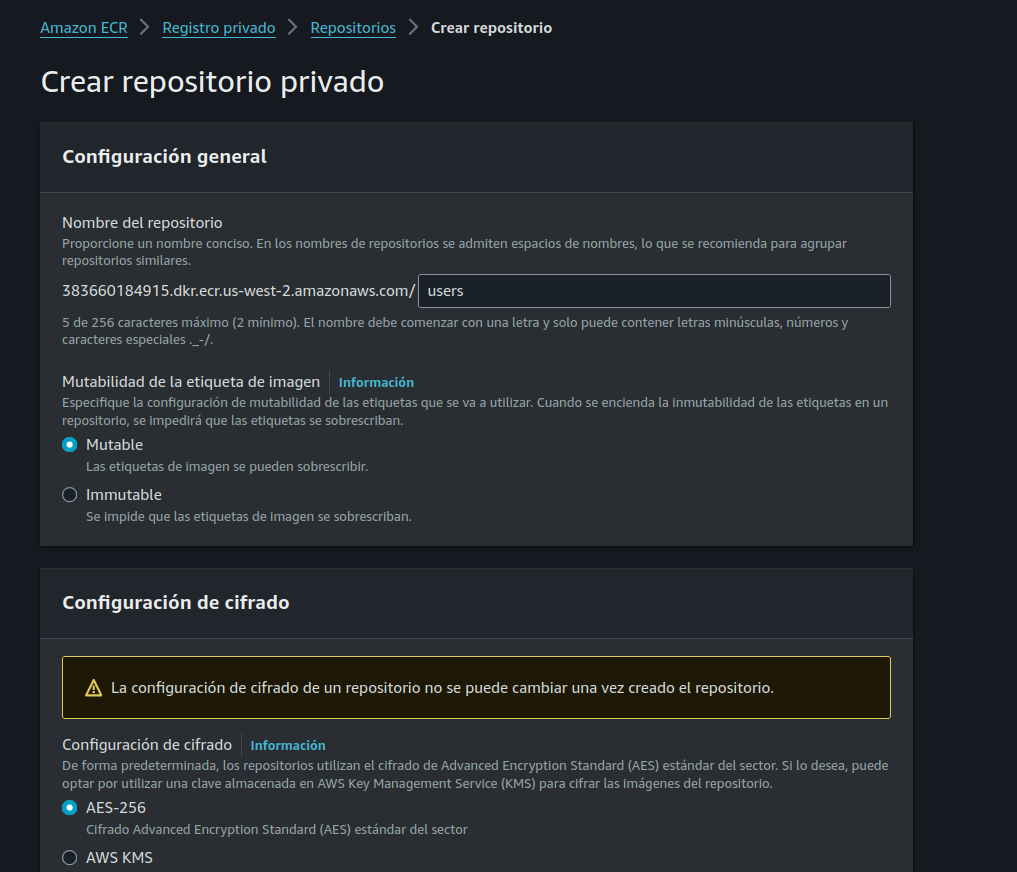 Amazon ECR > Registro privado > Repositorios > Crear repositorio
Crear repositorio privado
Configuración general
Nombre del repositorio
Proporcione un nombre conciso. En los nombres de repositorios se admiten espacios de nombres, lo que se recomienda para agrupar
repositorios similares.
383660184915.dkr.ecr.us-west-2.amazonaws.com/ users
5 de 256 caracteres máximo (2 mínimo). El nombre debe comenzar con una letra y solo puede contener letras minúsculas, números y
caracteres especiales ._-/.
Mutabilidad de la etiqueta de imagen | Información
Especifique la configuración de mutabilidad de las etiquetas que se va a utilizar. Cuando se encienda la inmutabilidad de las etiquetas en un
repositorio, se impedirá que las etiquetas se sobrescriban.
Mutable
Las etiquetas de imagen se pueden sobrescribir.
Immutable
Se impide que las etiquetas de imagen se sobrescriban.
Configuración de cifrado
La configuración de cifrado de un repositorio no se puede cambiar una vez creado el repositorio.
Configuración de cifrado | Información
De forma predeterminada, los repositorios utilizan el cifrado de Advanced Encryption Standard (AES) estándar del sector. Si lo desea, puede
optar por utilizar una clave almacenada en AWS Key Management Service (KMS) para cifrar las imágenes del repositorio.
AES-256
Cifrado Advanced Encryption Standard (AES) estándar del sector
AWS KMS